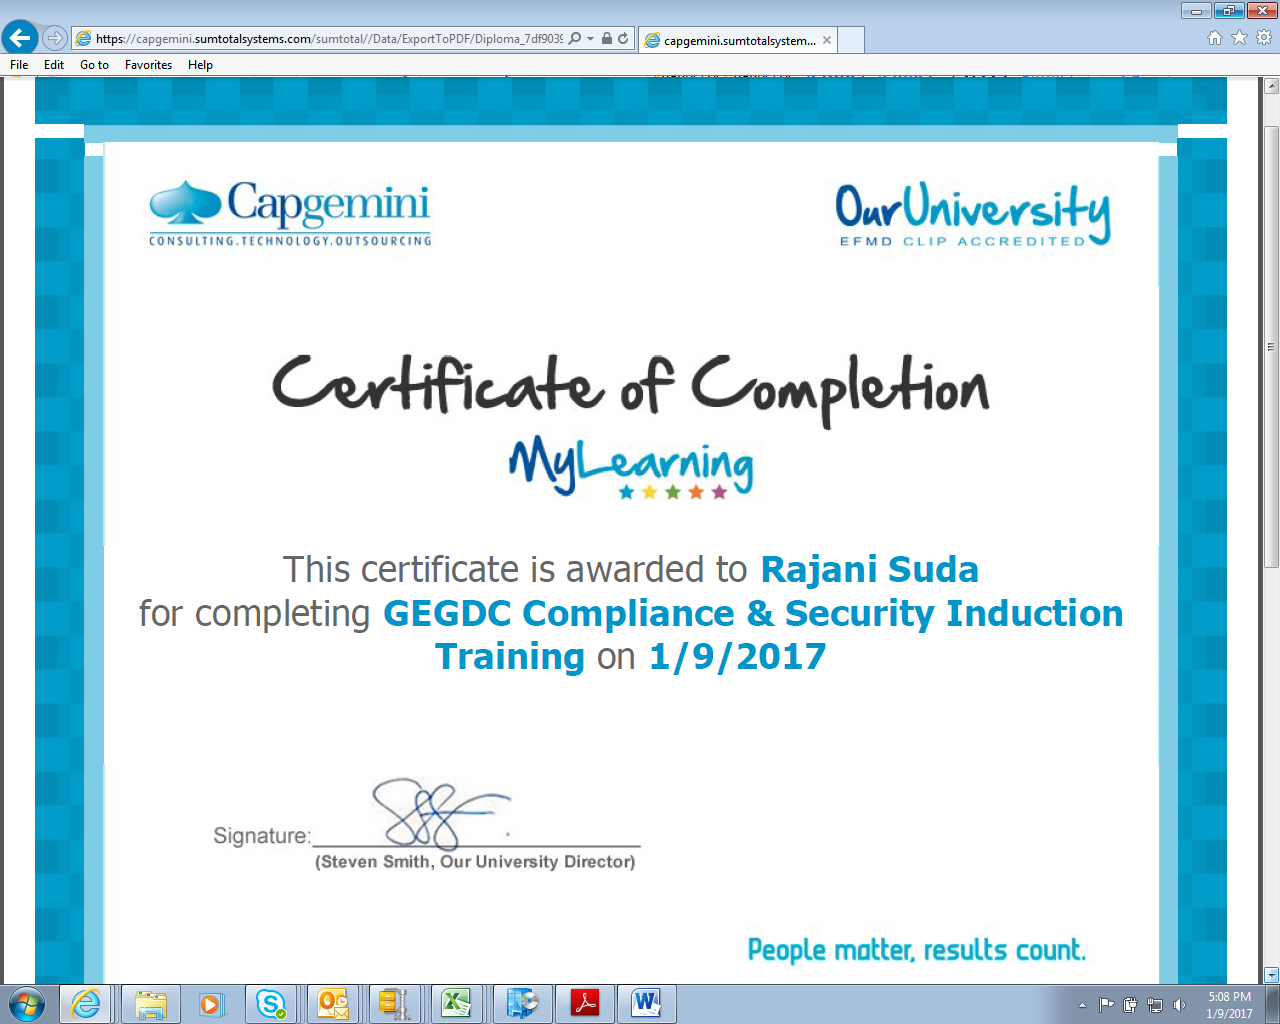 https://capgemini.sumtotalsystems.com/sumtotal//Data/ExportToPDF/Diploma_7df9039
capgemini.sumtotalsystem...
File Edit Go to Favorites Help
Capgemini
CONSULTING.TECHNOLOGY.OUTSOURCING
OurUniversity
EFMD CLIP ACCREDITED
Certificate of Completion
MyLearning
This certificate is awarded to Rajani Suda
for completing GEGDC Compliance & Security Induction
Training on 1/9/2017
Signature:
(Steven Smith, Our University Director)
People matter, results count.
5:08 PM
1/9/2017